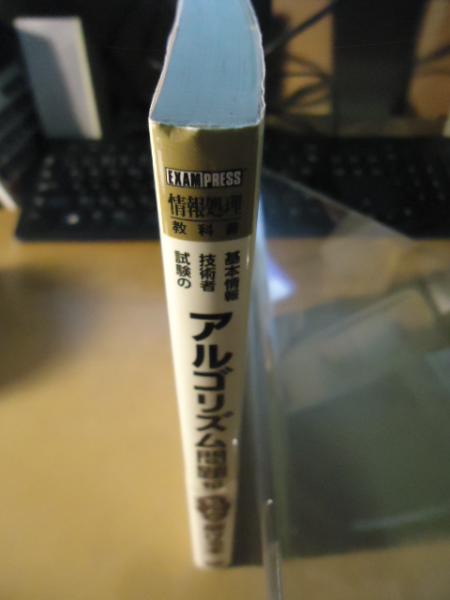 EXAMPRESS
情報処理
教科書
基本情報
技術者
試験の
アルゴリズム問題